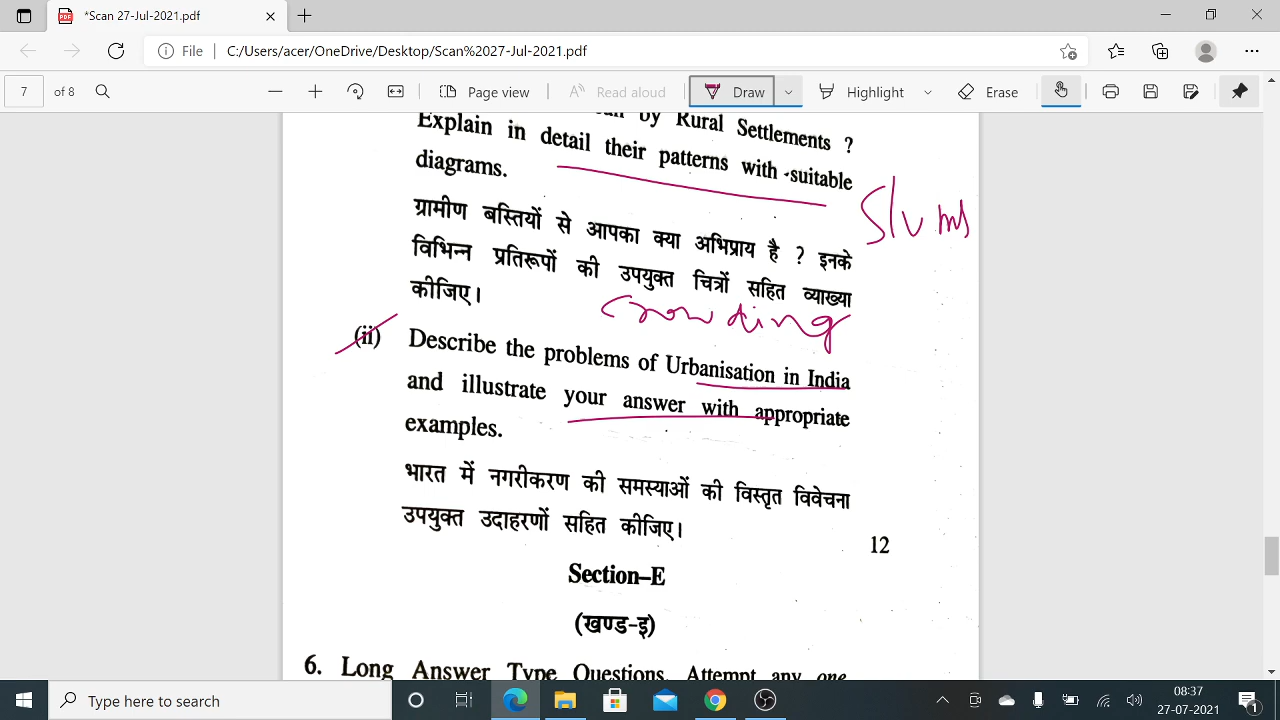 *Scan 27-Jul-2021.pdf
File C:/Users/acer/OneDrive/Desktop/Scan%2027-Jul-2021.pdf
7 of 8 Page view Read aloud Draw Highlight Erase
by Rural Settlements ?
Explain in detail their patterns with suitable
diagrams.
Slums
ग्रामीण बस्तियों से आपका क्या अभिप्राय है ? इनके
विभिन्न प्रतिरूपों की उपयुक्त चित्रों सहित व्याख्या
कीजिए।
Crowding
(ii) Describe the problems of Urbanisation in India
and illustrate your answer with appropriate
examples.
भारत में नगरीकरण की समस्याओं की विस्तृत विवेचना
उपयुक्त उदाहरणों सहित कीजिए।
12
Section–E
(खण्ड-इ)
6. Long Answer Type Questions. Attempt any one
Type here to search
08:37
27-07-2021